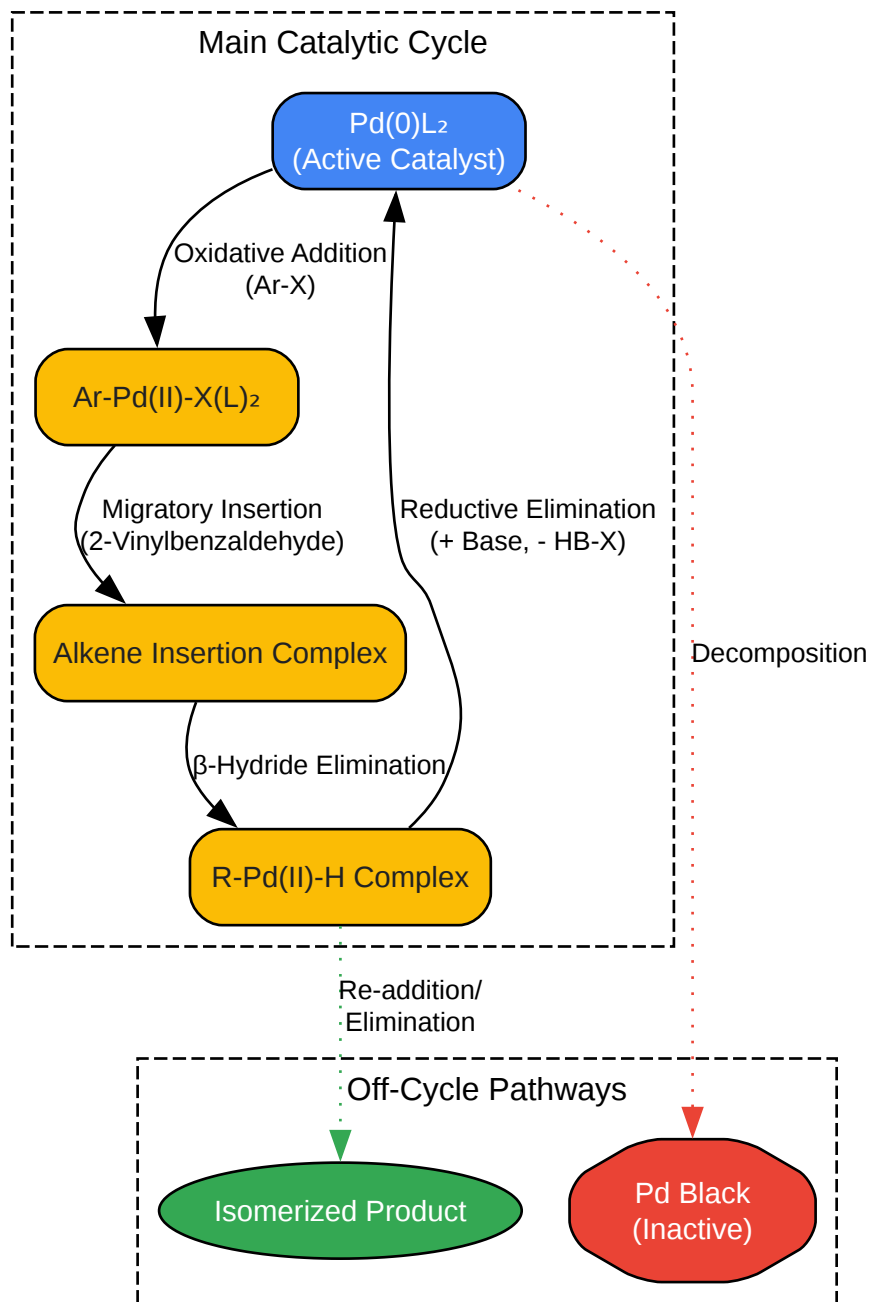 Main Catalytic Cycle
Pd(0)L₂
(Active Catalyst)
Oxidative Addition
(Ar-X)
Ar-Pd(II)-X(L)₂
Migratory Insertion
(2-Vinylbenzaldehyde)
Reductive Elimination
(+ Base, - HB-X)
Alkene Insertion Complex
Decomposition
β-Hydride Elimination
R-Pd(II)-H Complex
Re-addition/
Elimination
Off-Cycle Pathways
Isomerized Product
Pd Black
(Inactive)